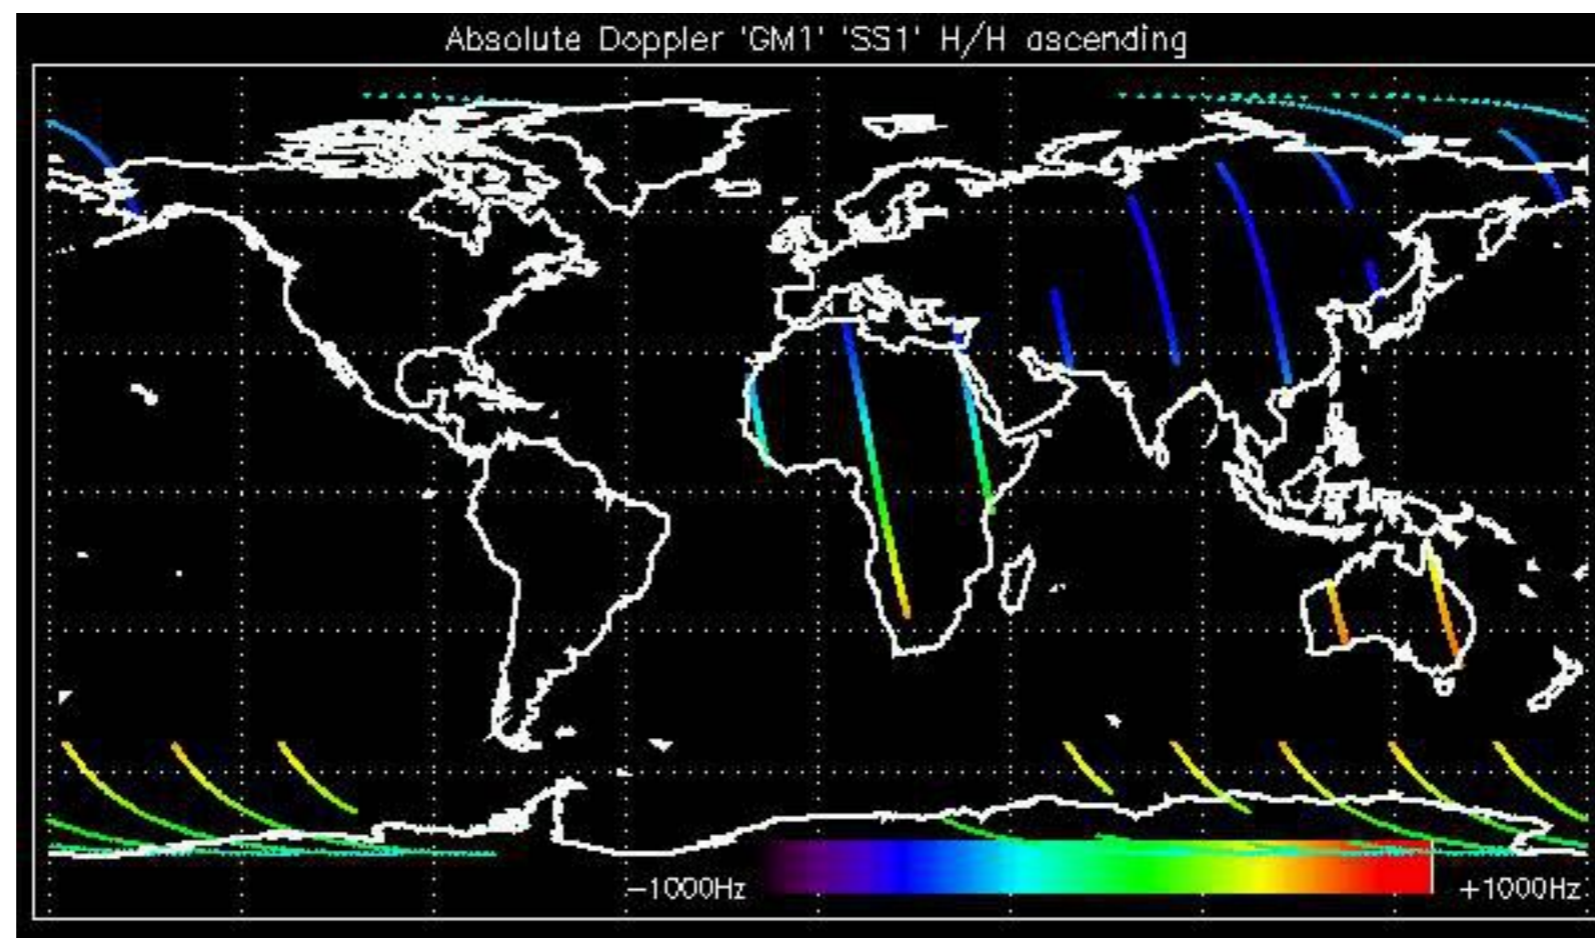 Absolute Doppler 'GM1' 'SS1' H/H ascending
-1000Hz +1000Hz